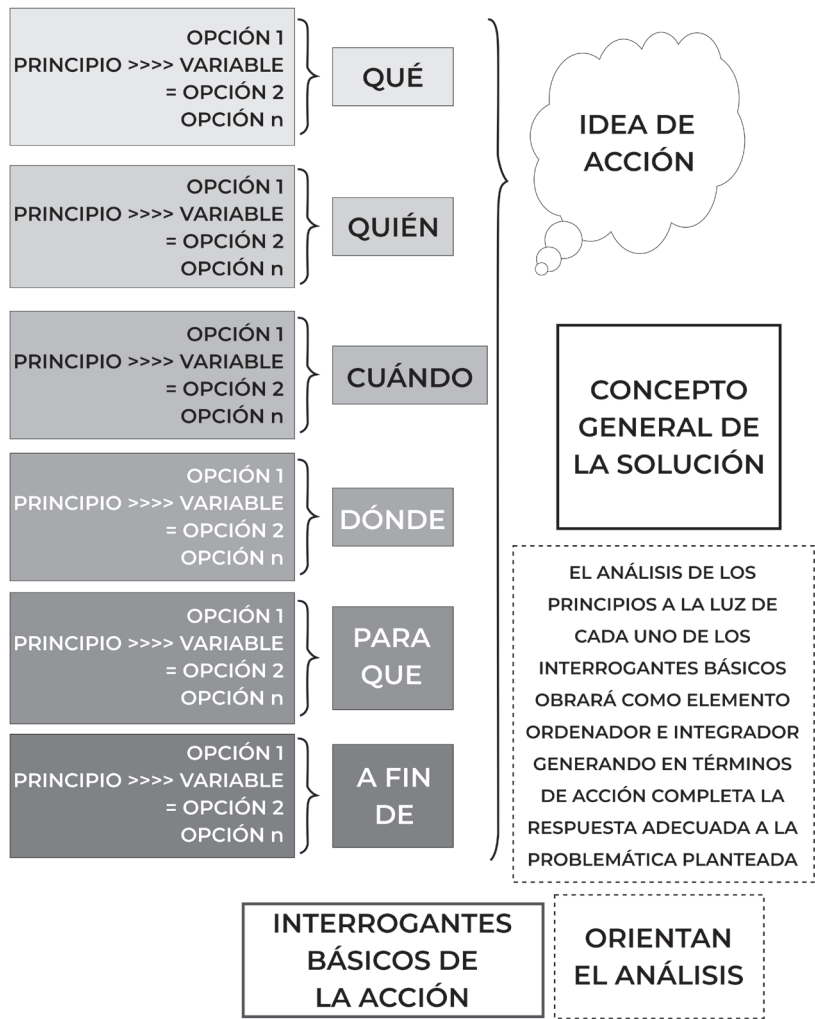 OPCIÓN 1
PRINCIPIO >>>> VARIABLE
= OPCIÓN 2
OPCIÓN n
QUÉ
OPCIÓN 1
PRINCIPIO >>>> VARIABLE
= OPCIÓN 2
OPCIÓN n
QUIÉN
OPCIÓN 1
PRINCIPIO >>>> VARIABLE
= OPCIÓN 2
OPCIÓN n
CUÁNDO
OPCIÓN 1
PRINCIPIO >>>> VARIABLE
= OPCIÓN 2
OPCIÓN n
DÓNDE
OPCIÓN 1
PRINCIPIO >>>> VARIABLE
= OPCIÓN 2
OPCIÓN n
PARA
QUE
OPCIÓN 1
PRINCIPIO >>>> VARIABLE
= OPCIÓN 2
OPCIÓN n
A FIN
DE
IDEA DE
ACCIÓN
CONCEPTO
GENERAL DE
LA SOLUCIÓN
EL ANÁLISIS DE LOS
PRINCIPIOS A LA LUZ DE
CADA UNO DE LOS
INTERROGANTES BÁSICOS
OBRARÁ COMO ELEMENTO
ORDENADOR E INTEGRADOR
GENERANDO EN TÉRMINOS
DE ACCIÓN COMPLETA LA
RESPUESTA ADECUADA A LA
PROBLEMÁTICA PLANTEADA
INTERROGANTES
BÁSICOS DE
LA ACCIÓN
ORIENTAN
EL ANÁLISIS